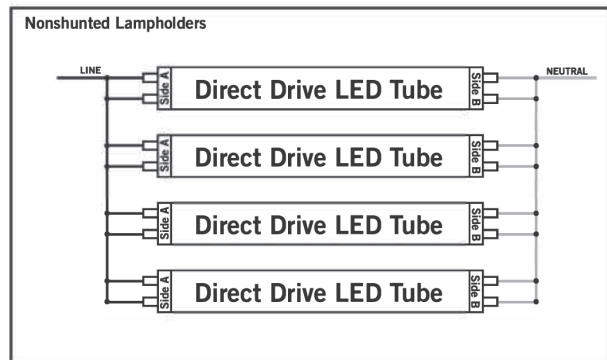 Nonshunted Lampholders
LINE
NEUTRAL
Side A
Direct Drive LED Tube
Side B
Side A
Direct Drive LED Tube
Side B
Side A
Direct Drive LED Tube
Side B
Side A
Direct Drive LED Tube
Side B